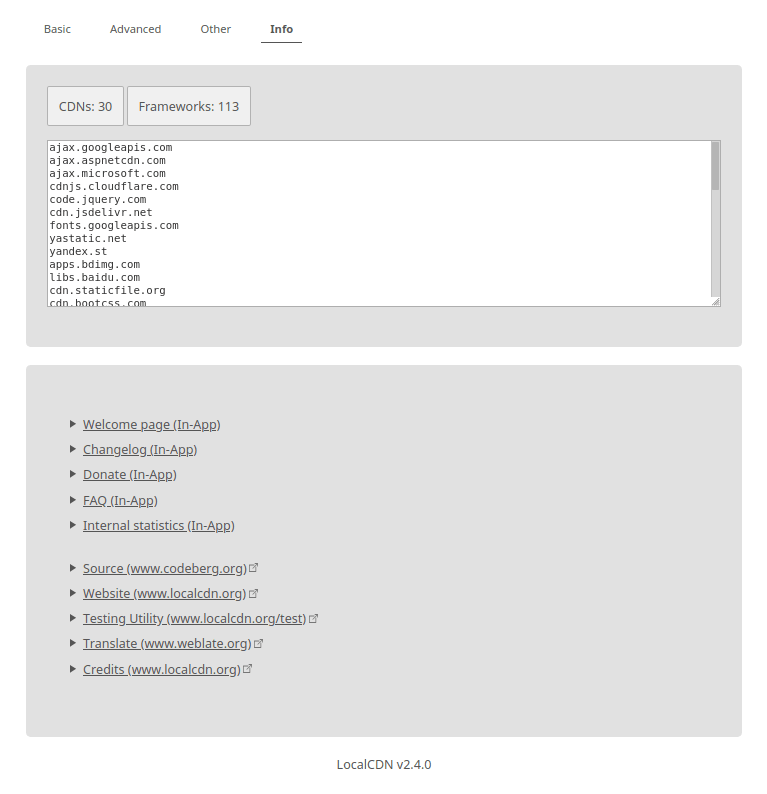 Basic Advanced Other Info
CDNs: 30 Frameworks: 113
ajax.googleapis.com
ajax.aspnetcdn.com
ajax.microsoft.com
cdnjs.cloudflare.com
code.jquery.com
cdn.jsdelivr.net
fonts.googleapis.com
yastatic.net
yandex.st
apps.bdimg.com
libs.baidu.com
cdn.staticfile.org
cdn.bootcss.com
Welcome page (In-App)
Changelog (In-App)
Donate (In-App)
FAQ (In-App)
Internal statistics (In-App)
Source (www.codeberg.org)
Website (www.localcdn.org)
Testing Utility (www.localcdn.org/test)
Translate (www.weblate.org)
Credits (www.localcdn.org)
LocalCDN v2.4.0